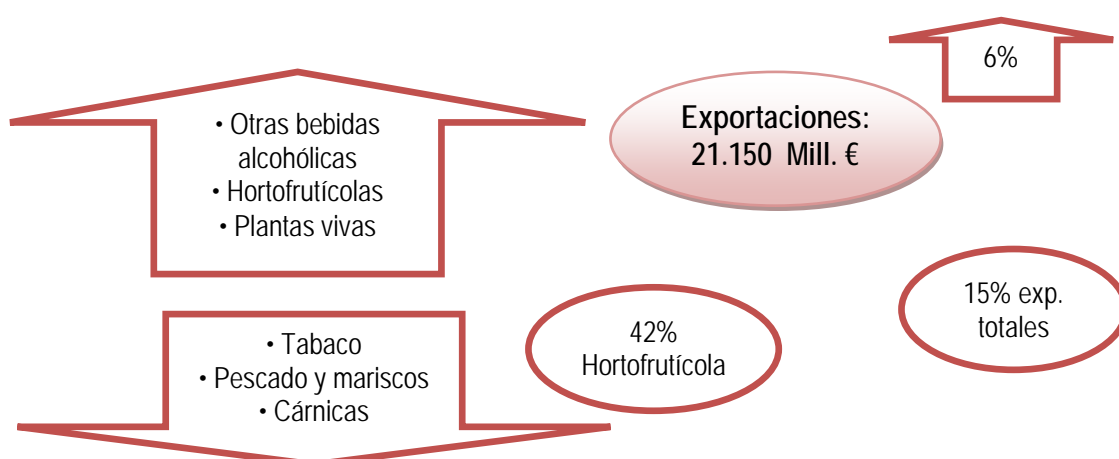 6%
• Otras bebidas
alcohólicas
• Hortofrutícolas
• Plantas vivas
Exportaciones:
21.150 Mill. €
15% exp.
totales
42%
Hortofrutícola
• Tabaco
• Pescado y mariscos
• Cárnicas